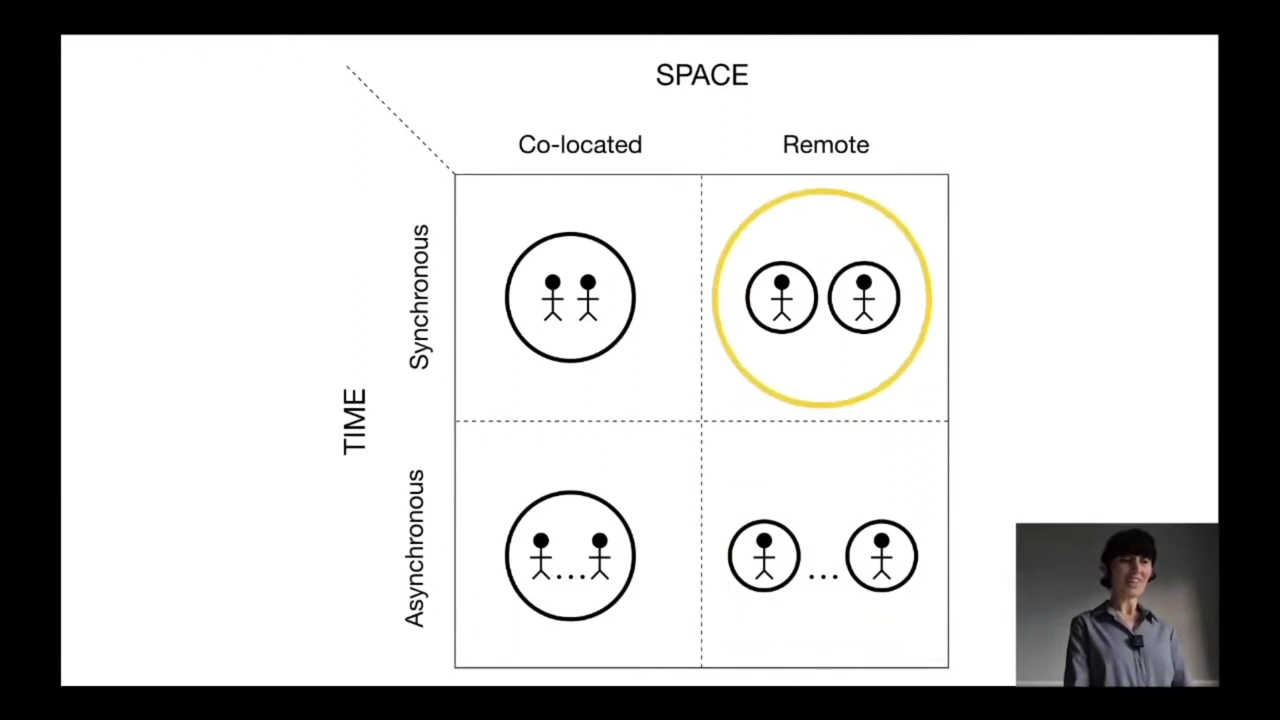 SPACE
Co-located
Remote
TIME
Synchronous
Asynchronous